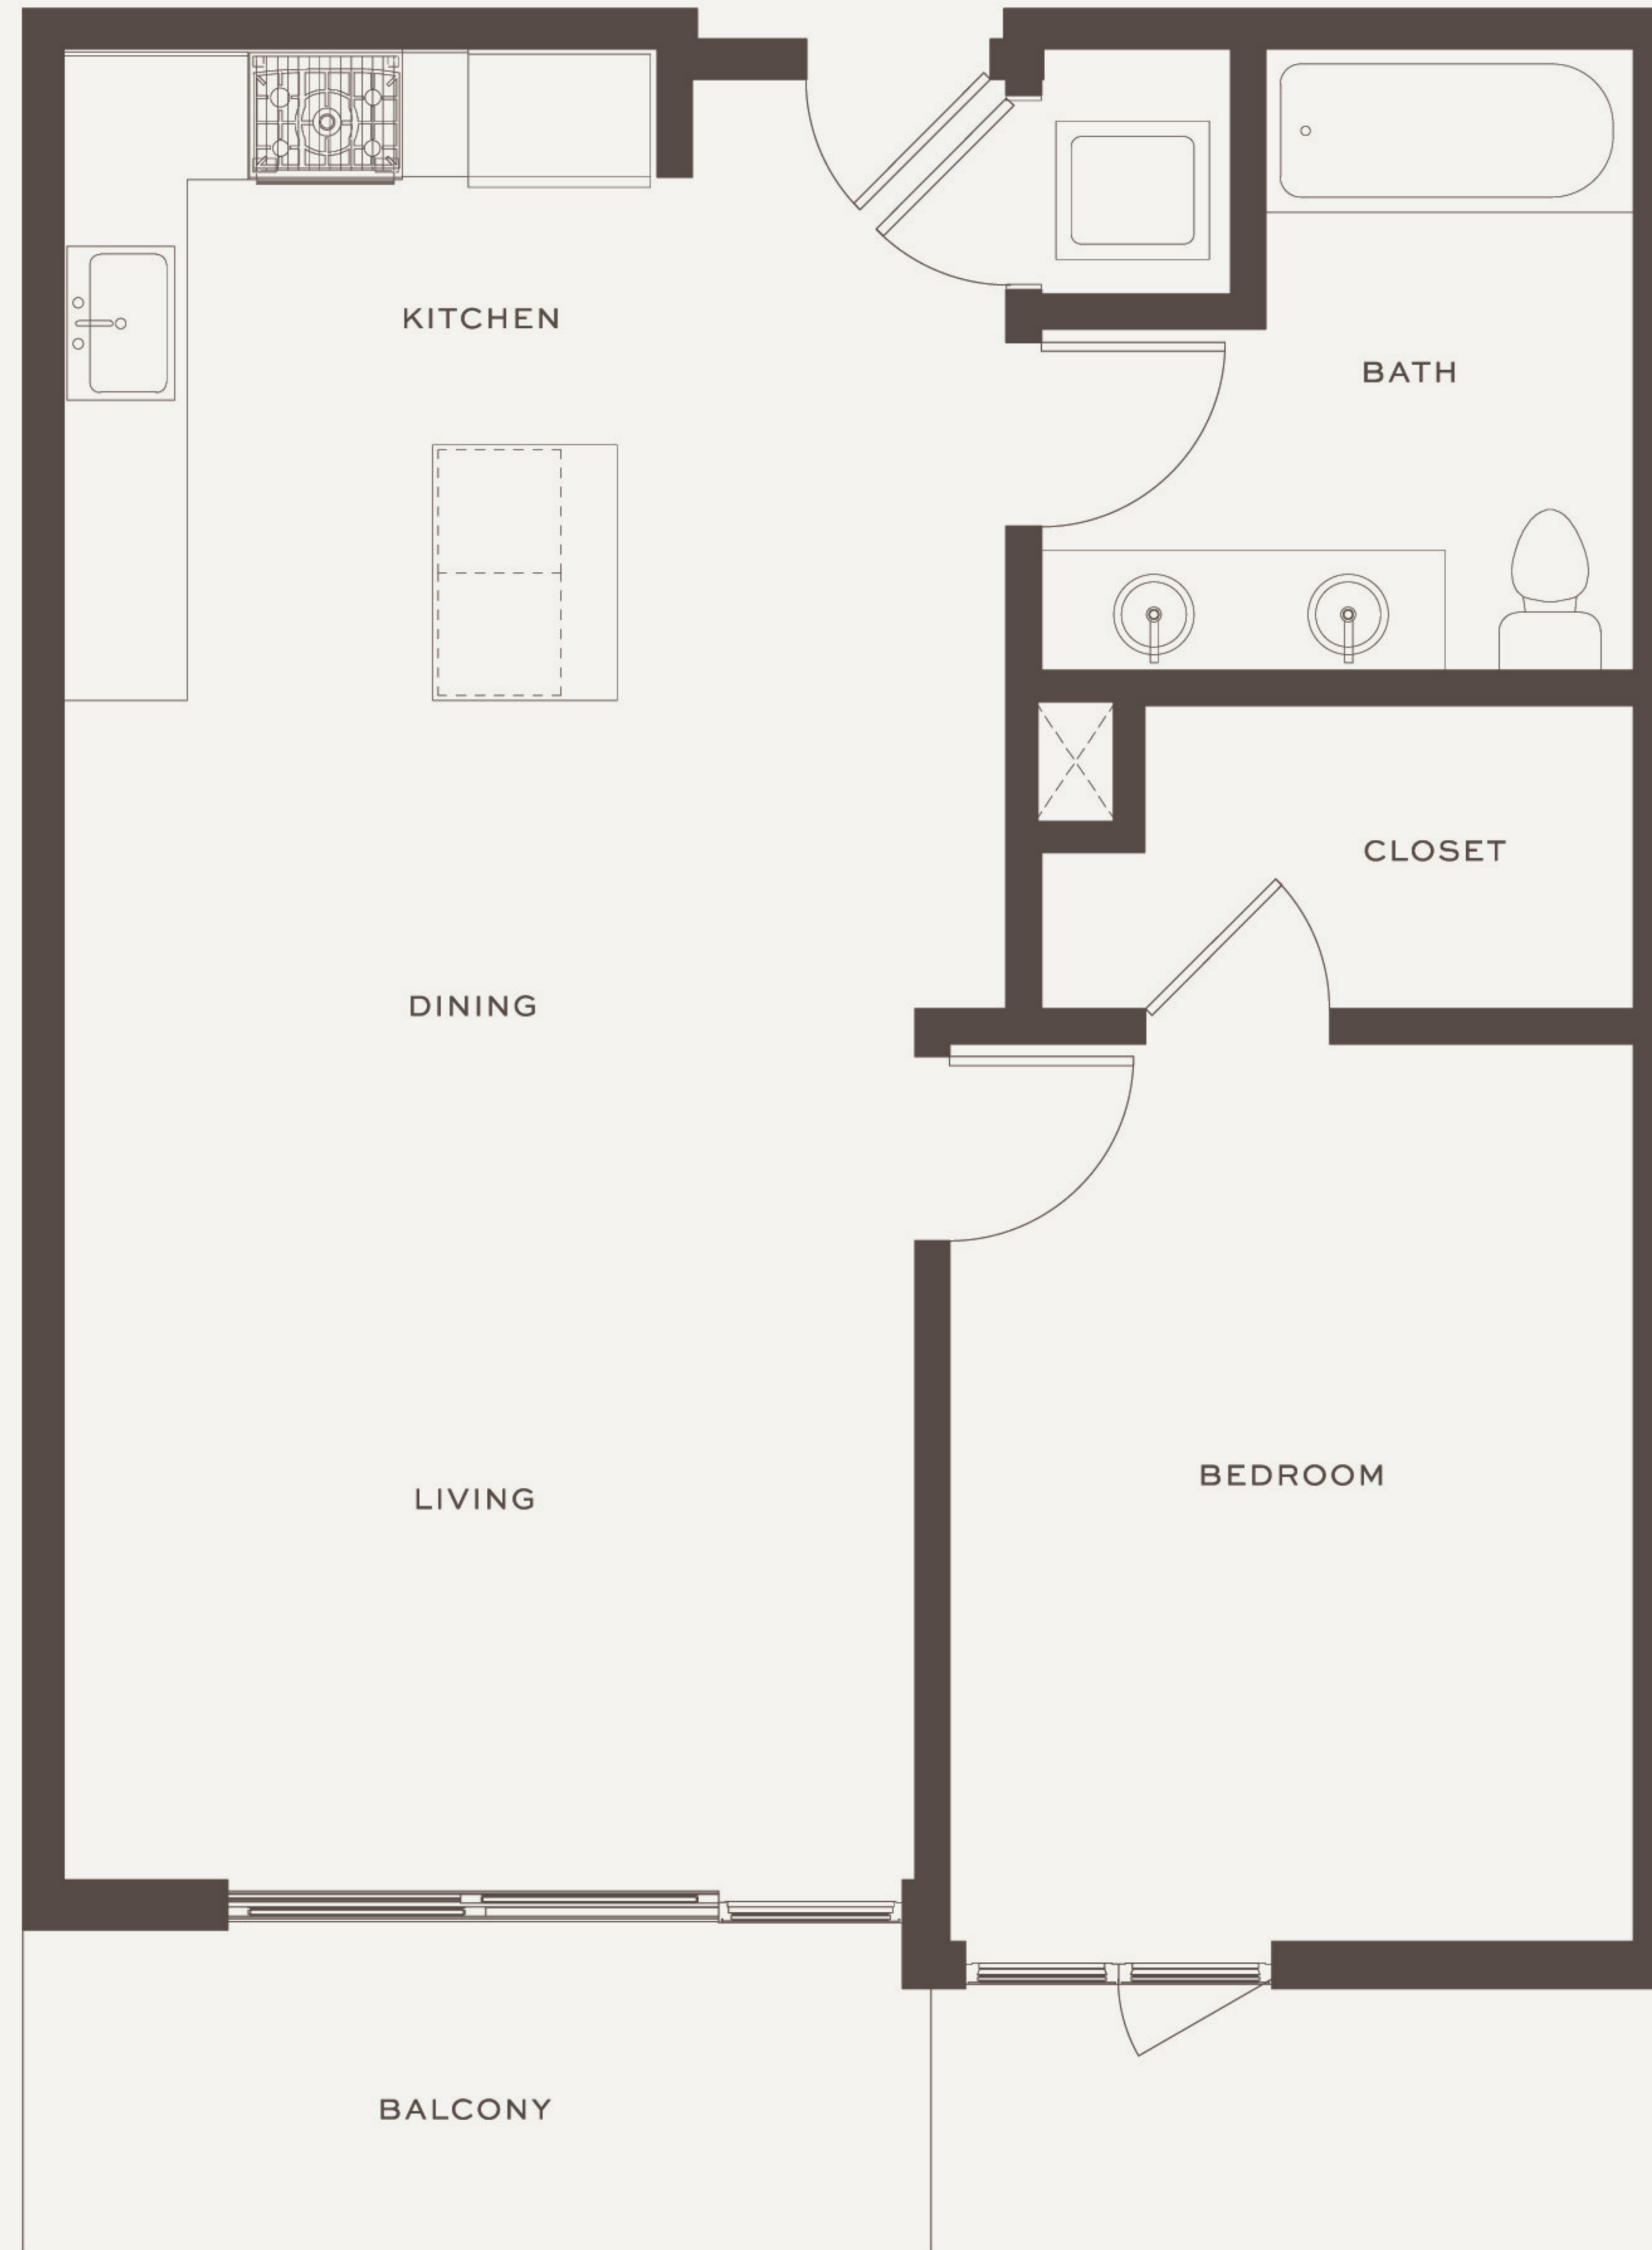 KITCHEN
BATH
CLOSET
DINING
BEDROOM
LIVING
BALCONY